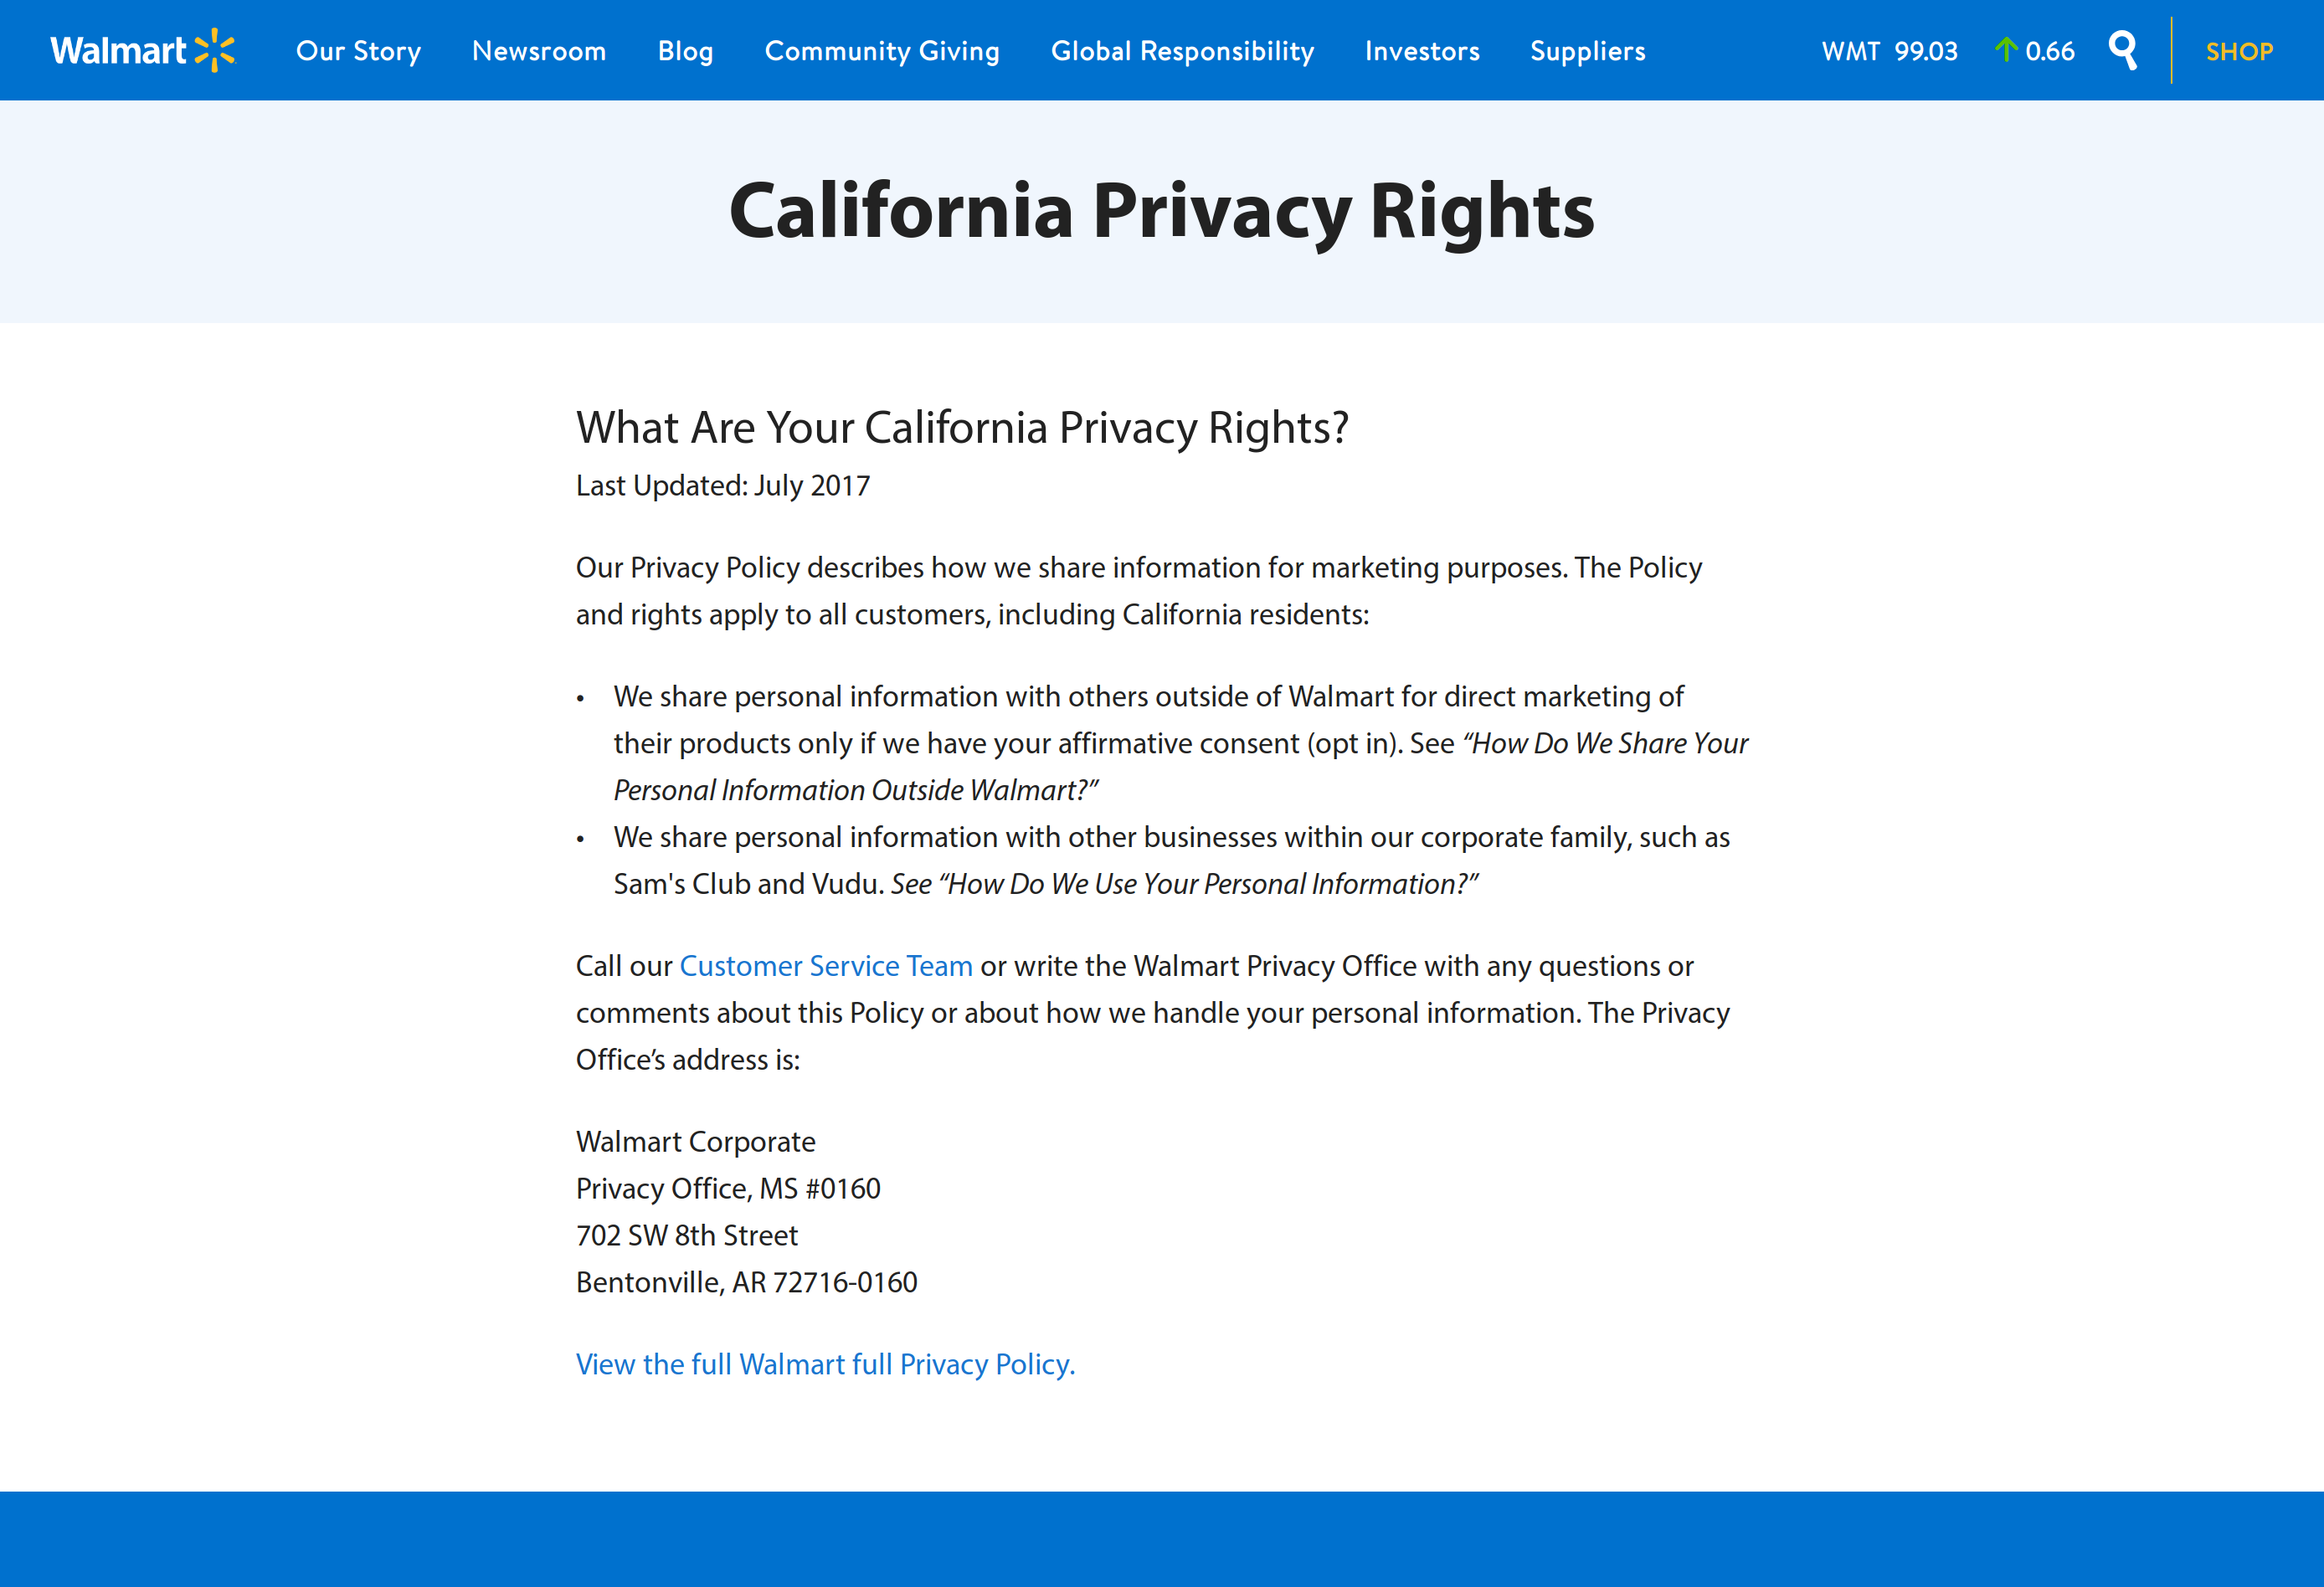 Walmart Our Story Newsroom Blog Community Giving Global Responsibility Investors Suppliers WMT 99.03 0.66 SHOP
California Privacy Rights
What Are Your California Privacy Rights?
Last Updated: July 2017
Our Privacy Policy describes how we share information for marketing purposes. The Policy
and rights apply to all customers, including California residents:
• We share personal information with others outside of Walmart for direct marketing of
their products only if we have your affirmative consent (opt in). See “How Do We Share Your
Personal Information Outside Walmart?”
• We share personal information with other businesses within our corporate family, such as
Sam's Club and Vudu. See “How Do We Use Your Personal Information?”
Call our Customer Service Team or write the Walmart Privacy Office with any questions or
comments about this Policy or about how we handle your personal information. The Privacy
Office’s address is:
Walmart Corporate
Privacy Office, MS #0160
702 SW 8th Street
Bentonville, AR 72716-0160
View the full Walmart full Privacy Policy.